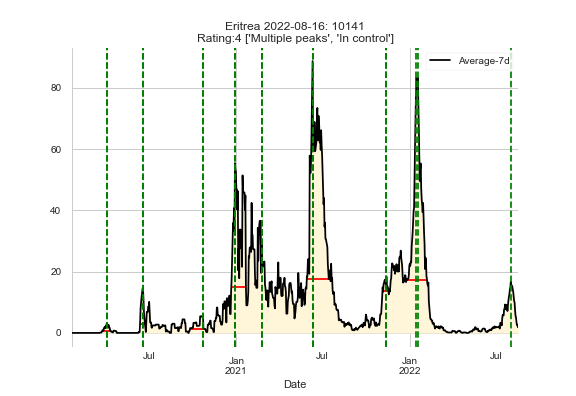 Eritrea 2022-08-16: 10141
Rating:4 ['Multiple peaks', 'In control']
Average-7d
80
60
40
20
0
Jul
Jan
2021
Jul
Jan
2022
Jul
Date